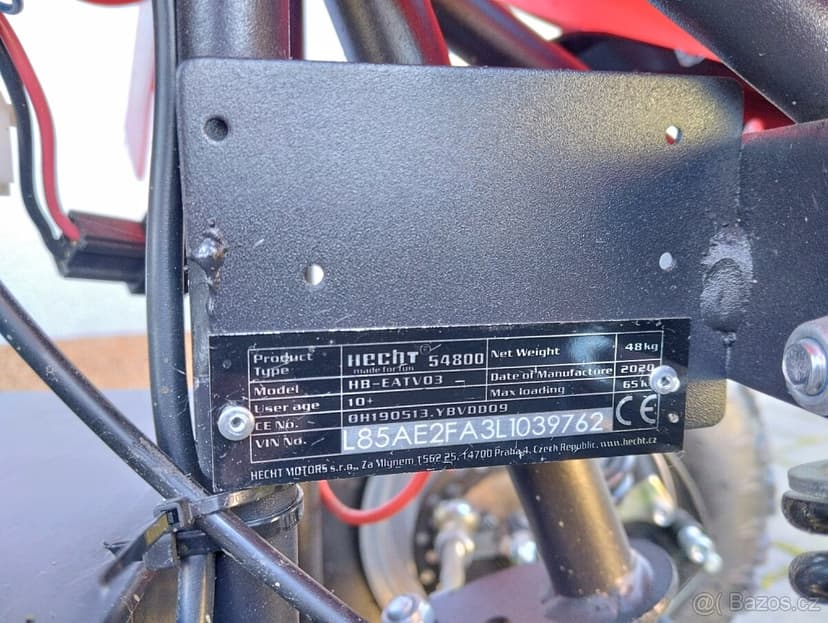 Product Type HECHT made for fun 54800 Net Weight 48kg
Model HB-EATV03 Date of Manufacture 2020
User age 10+ Max loading 65kg
CE No. 0H190513.YBVDD09 CE
VIN No. L85AE2FA3L1039762
HECHT MOTORS s.r.o., Za Mlýnem 1562 25, 14700 Praha 4, Czech Republic, www.hecht.cz
@ Bazos.cz